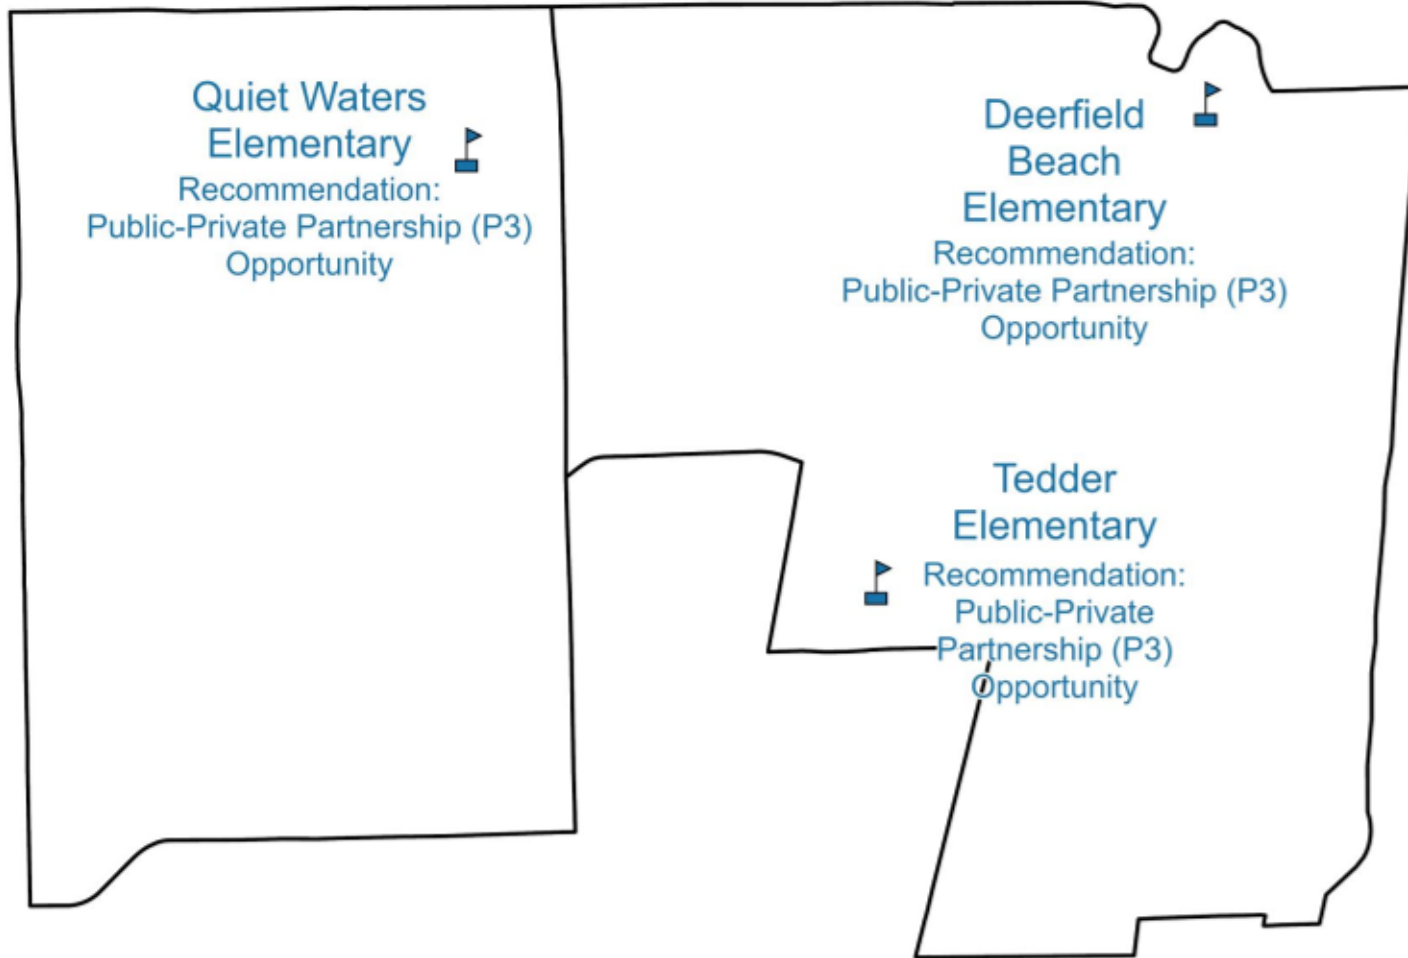 Quiet Waters
Elementary
Recommendation:
Public-Private Partnership (P3)
Opportunity
Deerfield
Beach
Elementary
Recommendation:
Public-Private Partnership (P3)
Opportunity
Tedder
Elementary
Recommendation:
Public-Private
Partnership (P3)
Opportunity